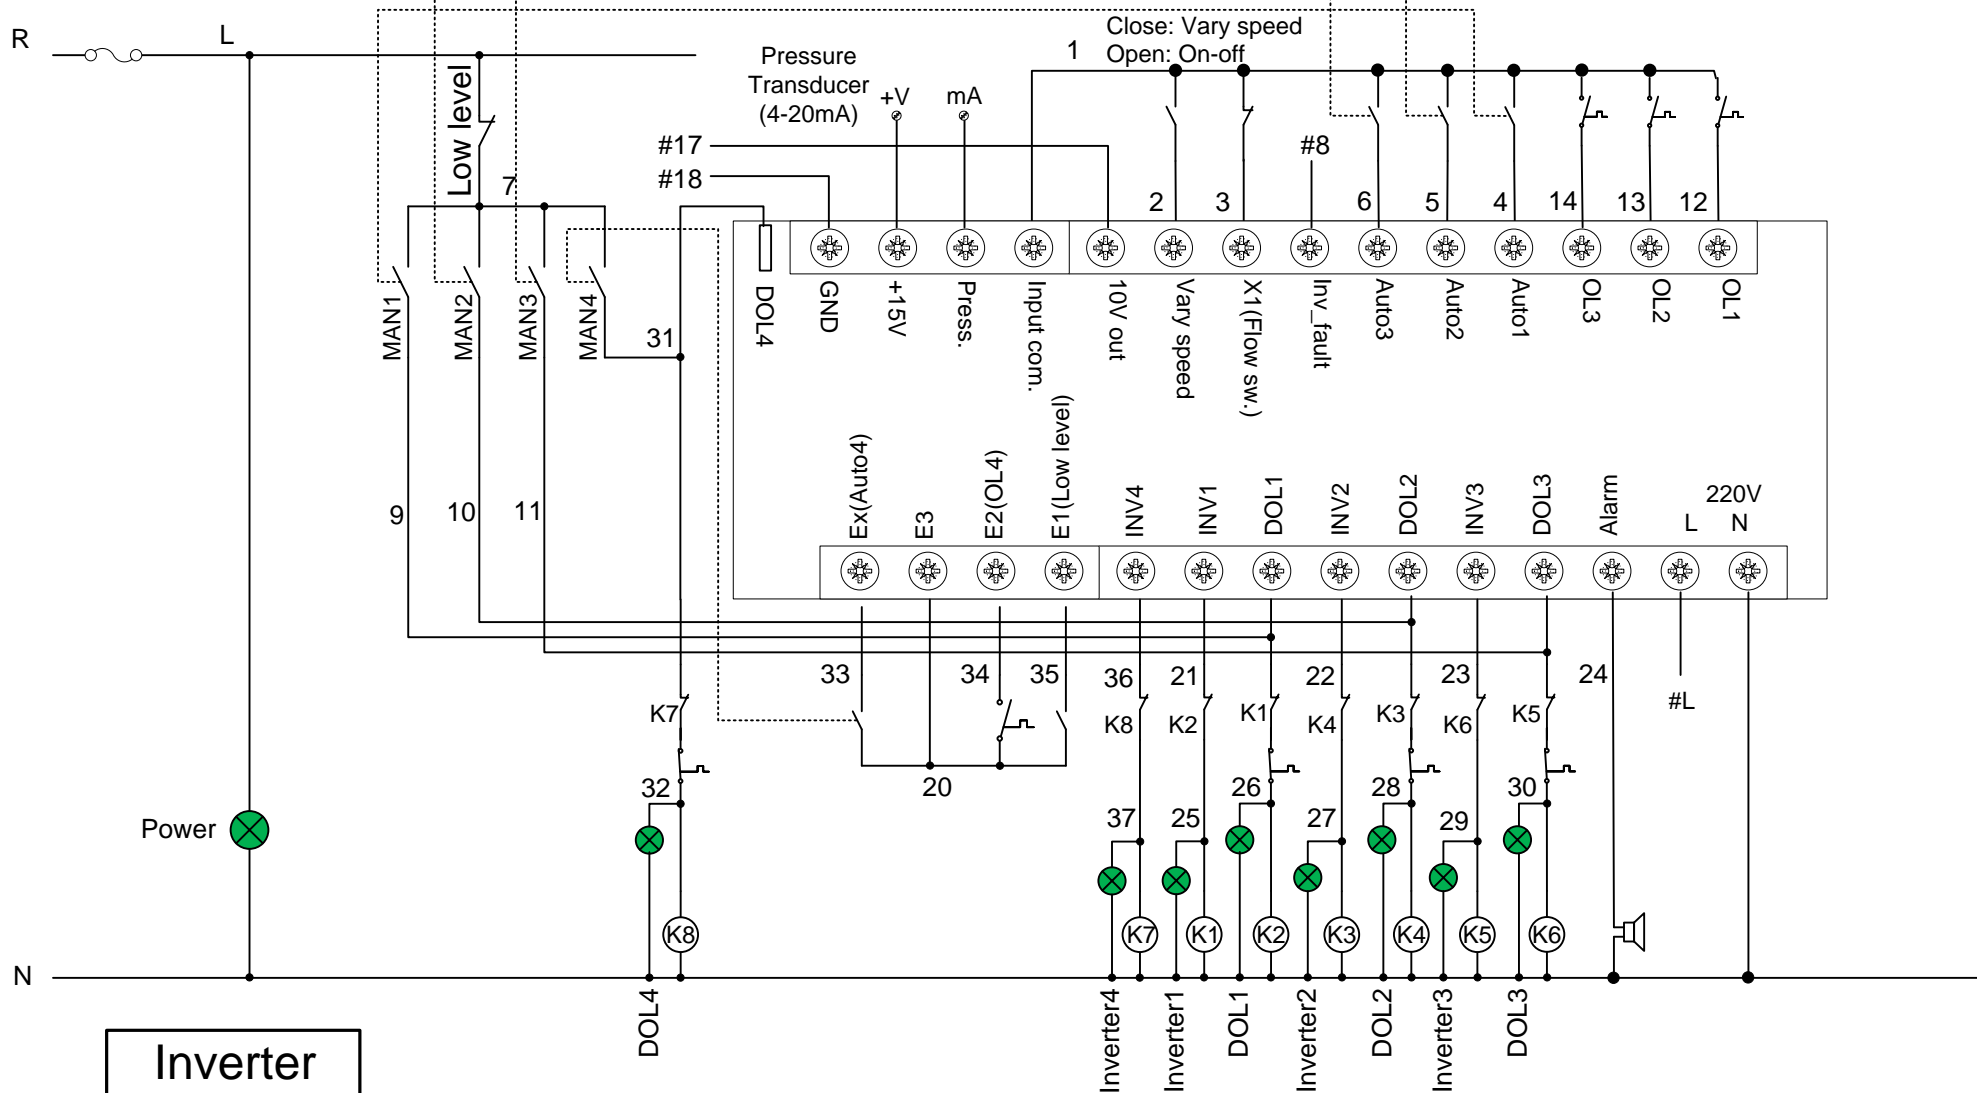 R
L
1
Close: Vary speed
Open: On-off
Pressure
Transducer
(4-20mA)
+V
mA
Low level
#17
#18
#8
7
2
3
6
5
4
14
13
12
MAN1
MAN2
MAN3
MAN4
31
DOL4
GND
+15V
Press.
Input com.
10V out
Vary speed
X1(Flow sw.)
Inv_fault
Auto3
Auto2
Auto1
OL3
OL2
OL1
9
10
11
Ex(Auto4)
E3
E2(OL4)
E1(Low level)
INV4
INV1
DOL1
INV2
DOL2
INV3
DOL3
Alarm
220V
L
N
33
34
35
36
21
22
23
24
#L
K7
K8
K2
K1
K4
K3
K6
K5
20
32
26
28
30
37
25
27
29
Power
K8
K7
K1
K2
K3
K4
K5
K6
N
DOL4
Inverter4
Inverter1
DOL1
Inverter2
DOL2
Inverter3
DOL3
Inverter